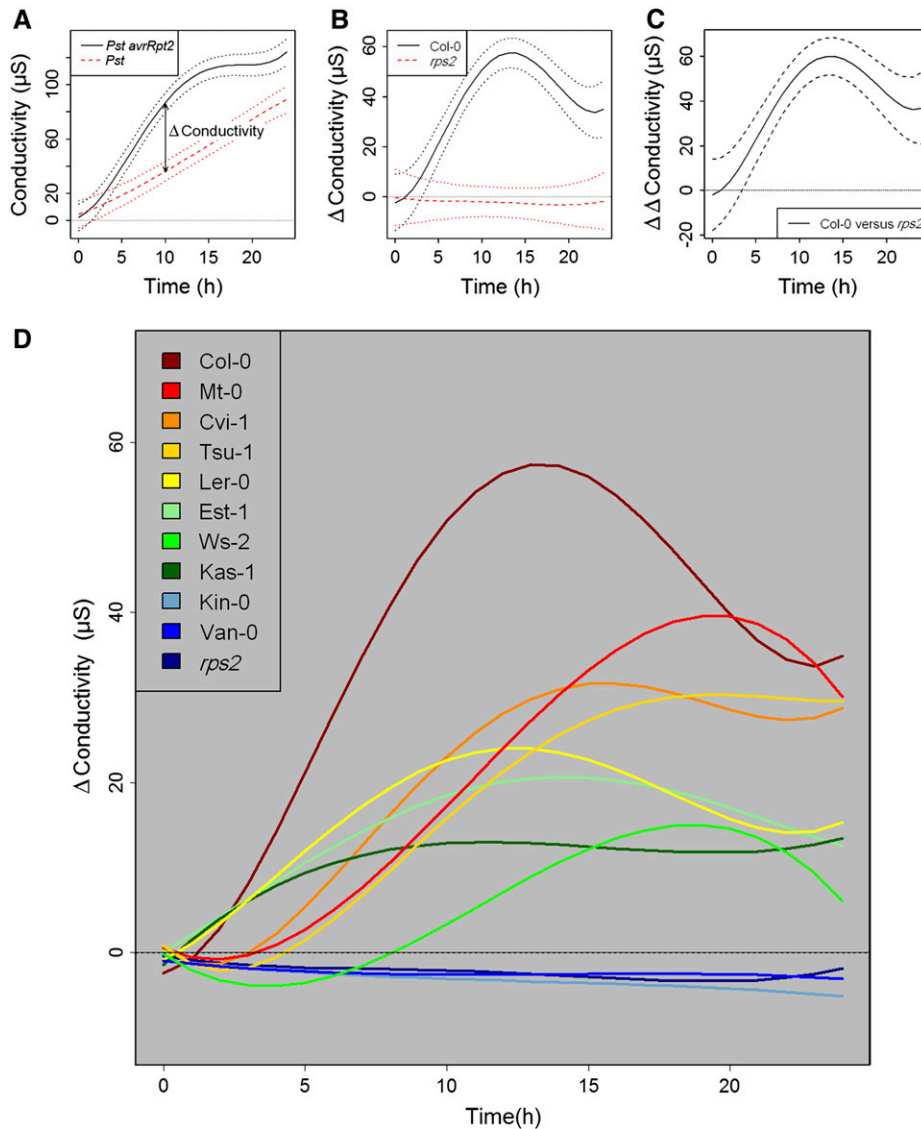 A
Conductivity (µS)
0
20
60
100
Pst avrRpt2
Pst
Δ Conductivity
0
5
10
15
20
Time (h)
B
Δ Conductivity (µS)
-20
0
20
40
60
Col-0
rps2
0
5
10
15
20
Time (h)
C
Δ Δ Conductivity (µS)
-20
0
20
40
60
Col-0 versus rps2
0
5
10
15
20
Time (h)
D
Δ Conductivity (µS)
0
20
40
60
Col-0
Mt-0
Cvi-1
Tsu-1
Ler-0
Est-1
Ws-2
Kas-1
Kin-0
Van-0
rps2
0
5
10
15
20
Time(h)